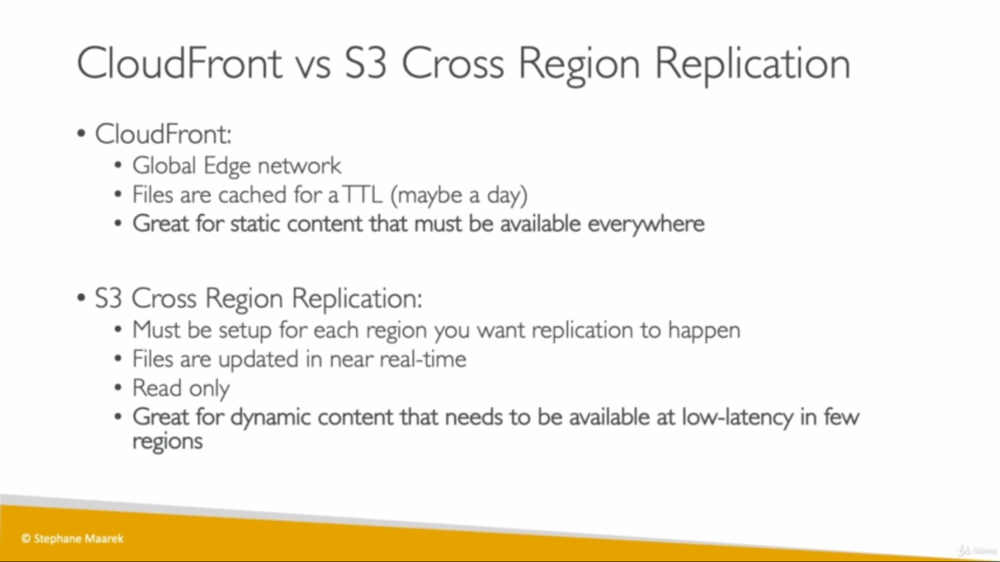 CloudFront vs S3 Cross Region Replication
• CloudFront:
• Global Edge network
• Files are cached for a TTL (maybe a day)
• Great for static content that must be available everywhere
• S3 Cross Region Replication:
• Must be setup for each region you want replication to happen
• Files are updated in near real-time
• Read only
• Great for dynamic content that needs to be available at low-latency in few
regions
© Stephane Maarek
Udemy